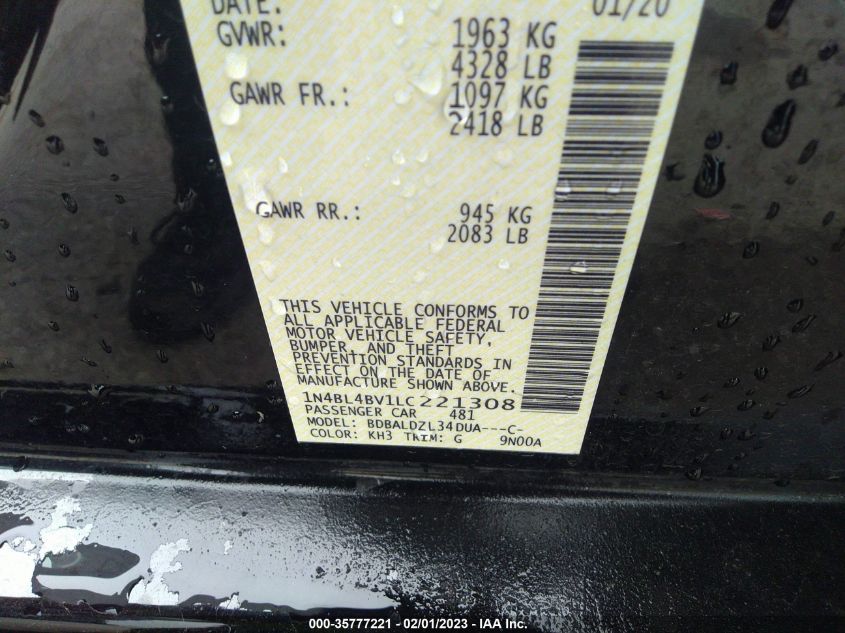 DATE: 01/20
GVWR: 1963 KG
4328 LB
GAWR FR.: 1097 KG
2418 LB
GAWR RR.: 945 KG
2083 LB
THIS VEHICLE CONFORMS TO
ALL APPLICABLE FEDERAL
MOTOR VEHICLE SAFETY,
BUMPER, AND THEFT
PREVENTION STANDARDS IN
EFFECT ON THE DATE OF
MANUFACTURE SHOWN ABOVE.
1N4BL4BV1LC221308
PASSENGER CAR 481
MODEL: BDBALDZL34DUA---C-
COLOR: KH3 TRIM: G 9N00A
000-35777221 - 02/01/2023 - IAA Inc.